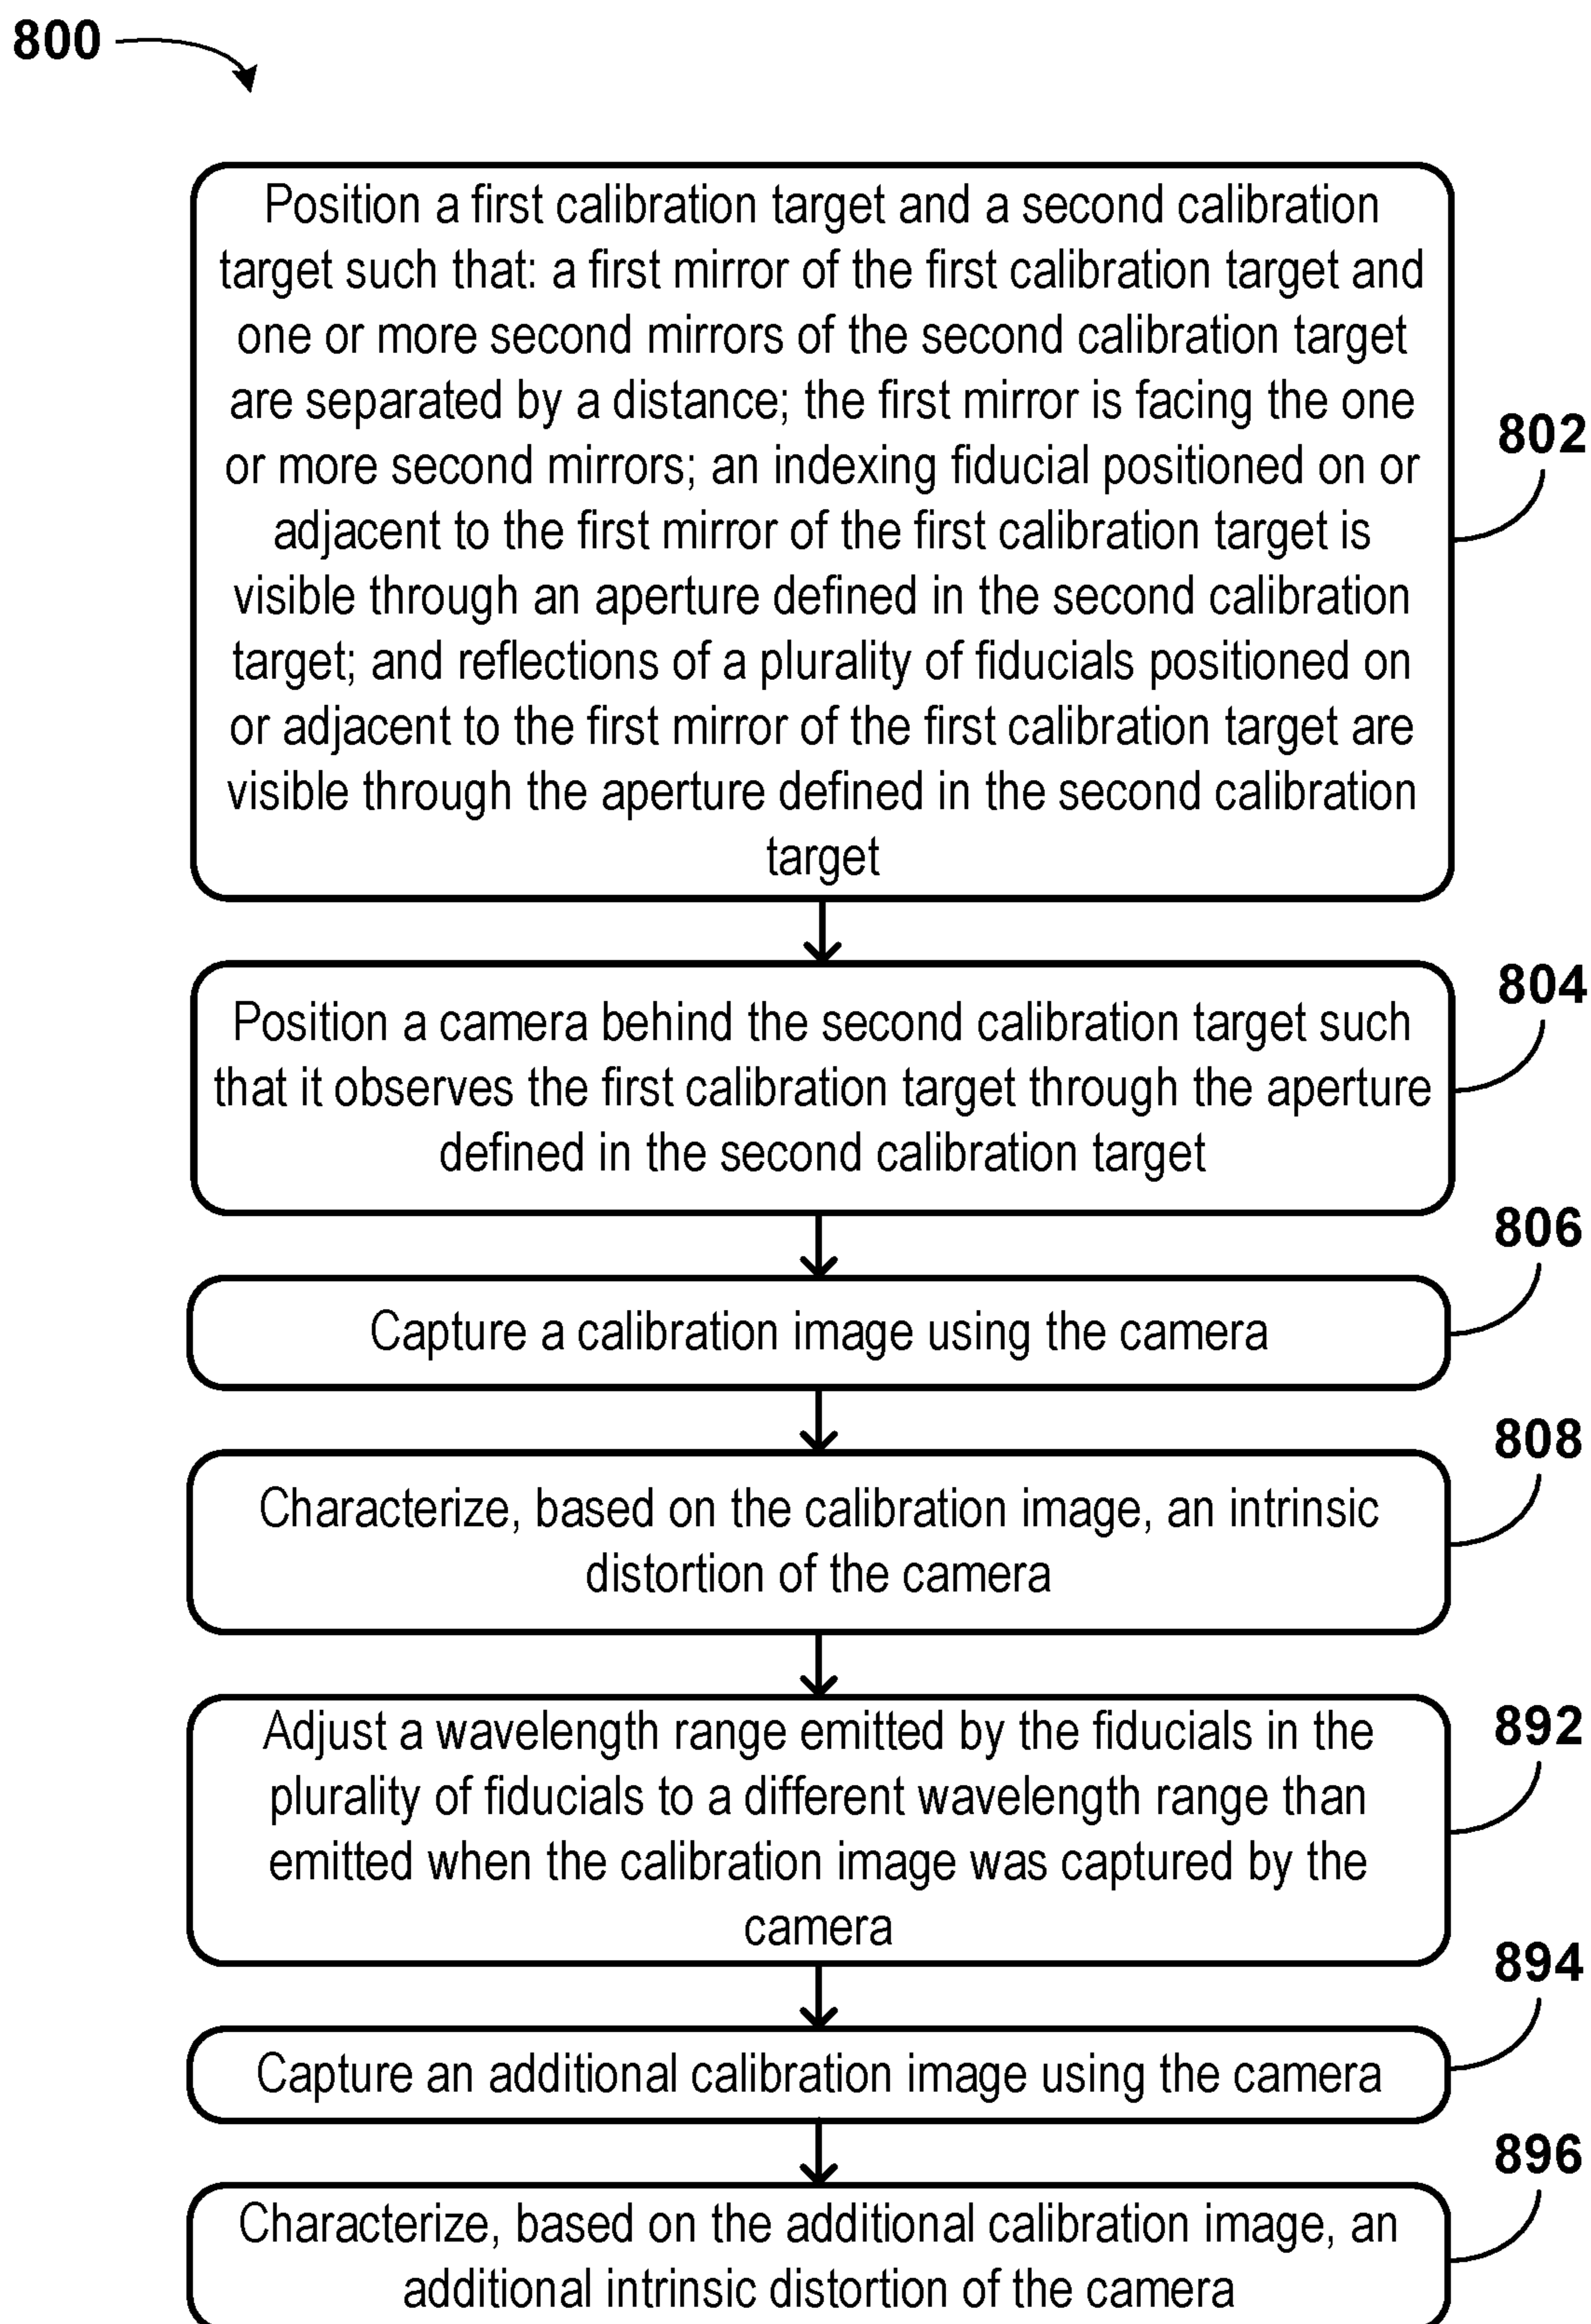 800
Position a first calibration target and a second calibration
target such that: a first mirror of the first calibration target and
one or more second mirrors of the second calibration target
are separated by a distance; the first mirror is facing the one
or more second mirrors; an indexing fiducial positioned on or
adjacent to the first mirror of the first calibration target is
visible through an aperture defined in the second calibration
target; and reflections of a plurality of fiducials positioned on
or adjacent to the first mirror of the first calibration target are
visible through the aperture defined in the second calibration
target
802
Position a camera behind the second calibration target such
that it observes the first calibration target through the aperture
defined in the second calibration target
804
Capture a calibration image using the camera
806
Characterize, based on the calibration image, an intrinsic
distortion of the camera
808
Adjust a wavelength range emitted by the fiducials in the
plurality of fiducials to a different wavelength range than
emitted when the calibration image was captured by the
camera
892
Capture an additional calibration image using the camera
894
Characterize, based on the additional calibration image, an
additional intrinsic distortion of the camera
896